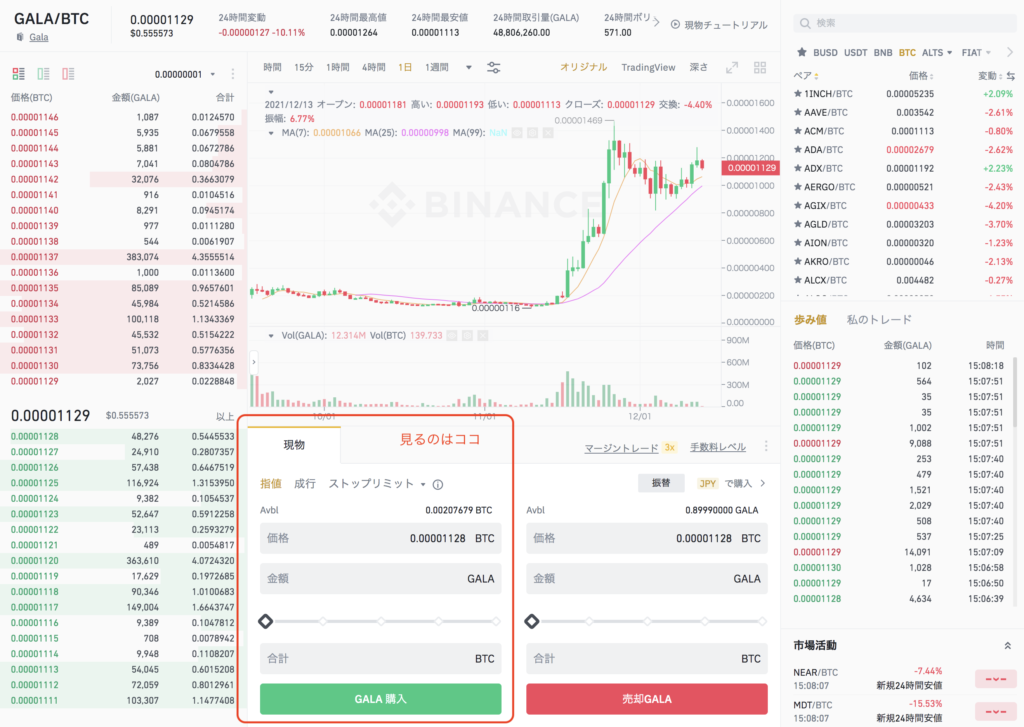 GALA/BTC
Gala
0.00001129
$0.555573
24時間変動
-0.00000127 -10.11%
24時間最高値
0.00001264
24時間最安値
0.00001113
24時間取引量(GALA)
48,806,260.00
24時間ボリ
571.00
現物チュートリアル
0.00000001
価格(BTC) 金額(GALA) 合計
0.00001146 1,087 0.0124570
0.00001145 5,935 0.0679558
0.00001144 5,881 0.0672786
0.00001143 7,041 0.0804786
0.00001142 32,076 0.3663079
0.00001141 916 0.0104516
0.00001140 8,291 0.0945174
0.00001139 977 0.0111280
0.00001138 544 0.0061907
0.00001137 383,074 4.3555514
0.00001136 1,000 0.0113600
0.00001135 85,089 0.9657601
0.00001134 45,984 0.5214586
0.00001133 100,118 1.1343369
0.00001132 45,532 0.5154222
0.00001131 51,073 0.5776356
0.00001130 73,756 0.8334428
0.00001129 2,027 0.0228848
0.00001129 $0.555573 以上
0.00001128 48,276 0.5445533
0.00001127 24,910 0.2807357
0.00001126 57,438 0.6467519
0.00001125 116,924 1.3153950
0.00001124 9,382 0.1054537
0.00001123 52,647 0.5912258
0.00001122 23,113 0.2593279
0.00001121 489 0.0054817
0.00001120 363,610 4.0724320
0.00001119 17,629 0.1972685
0.00001118 90,346 1.0100683
0.00001117 149,004 1.6643747
0.00001116 9,389 0.1047812
0.00001115 708 0.0078942
0.00001114 9,948 0.1108207
0.00001113 54,045 0.6015208
0.00001112 72,059 0.8012961
0.00001111 103,307 1.1477408
時間 15分 1時間 4時間 1日 1週間
オリジナル TradingView 深さ
2021/12/13 オープン: 0.00001181 高い: 0.00001193 低い: 0.00001113 クローズ: 0.00001129 交換: -4.40%
振幅: 6.77%
MA(7): 0.00001066 MA(25): 0.00000998 MA(99): NaN
0.00001469
BINANCE
0.00000116
0.00001600
0.00001400
0.00001200
0.00001129
0.00001000
0.00000800
0.00000600
0.00000400
0.00000200
0.00000000
Vol(GALA): 12.314M Vol(BTC) 139.733
900M
600M
300M
0.00
10/01 11/01 12/01
現物
見るのはココ
マージントレード 3x 手数料レベル
指値 成行 ストップリミット
振替 JPY で購入
Avbl 0.00207679 BTC
価格 0.00001128 BTC
金額 GALA
合計 BTC
GALA 購入
Avbl 0.89990000 GALA
価格 0.00001128 BTC
金額 GALA
合計 BTC
売却GALA
検索
BUSD USDT BNB BTC ALTS FIAT
ペア 価格 変動
1INCH/BTC 0.00005235 +2.09%
AAVE/BTC 0.003542 -2.61%
ACM/BTC 0.0001113 -0.80%
ADA/BTC 0.00002679 -2.62%
ADX/BTC 0.00001192 +2.23%
AERGO/BTC 0.00000521 -2.43%
AGIX/BTC 0.00000433 -4.20%
AGLD/BTC 0.00003203 -3.70%
AION/BTC 0.00000320 -1.23%
AKRO/BTC 0.00000046 -2.13%
ALCX/BTC 0.004482 -0.27%
歩み値 私のトレード
価格(BTC) 金額(GALA) 時間
0.00001129 102 15:08:18
0.00001129 564 15:07:51
0.00001129 35 15:07:51
0.00001129 35 15:07:51
0.00001129 1,002 15:07:51
0.00001129 9,088 15:07:51
0.00001129 253 15:07:40
0.00001129 479 15:07:40
0.00001129 1,521 15:07:40
0.00001129 2,029 15:07:40
0.00001129 508 15:07:40
0.00001129 537 15:07:25
0.00001129 14,091 15:07:09
0.00001130 1,028 15:06:58
0.00001129 17 15:06:50
0.00001128 4,634 15:06:39
市場活動
NEAR/BTC -7.44%
15:08:07 新規24時間安値
MDT/BTC -15.53%
15:08:07 新規24時間安値